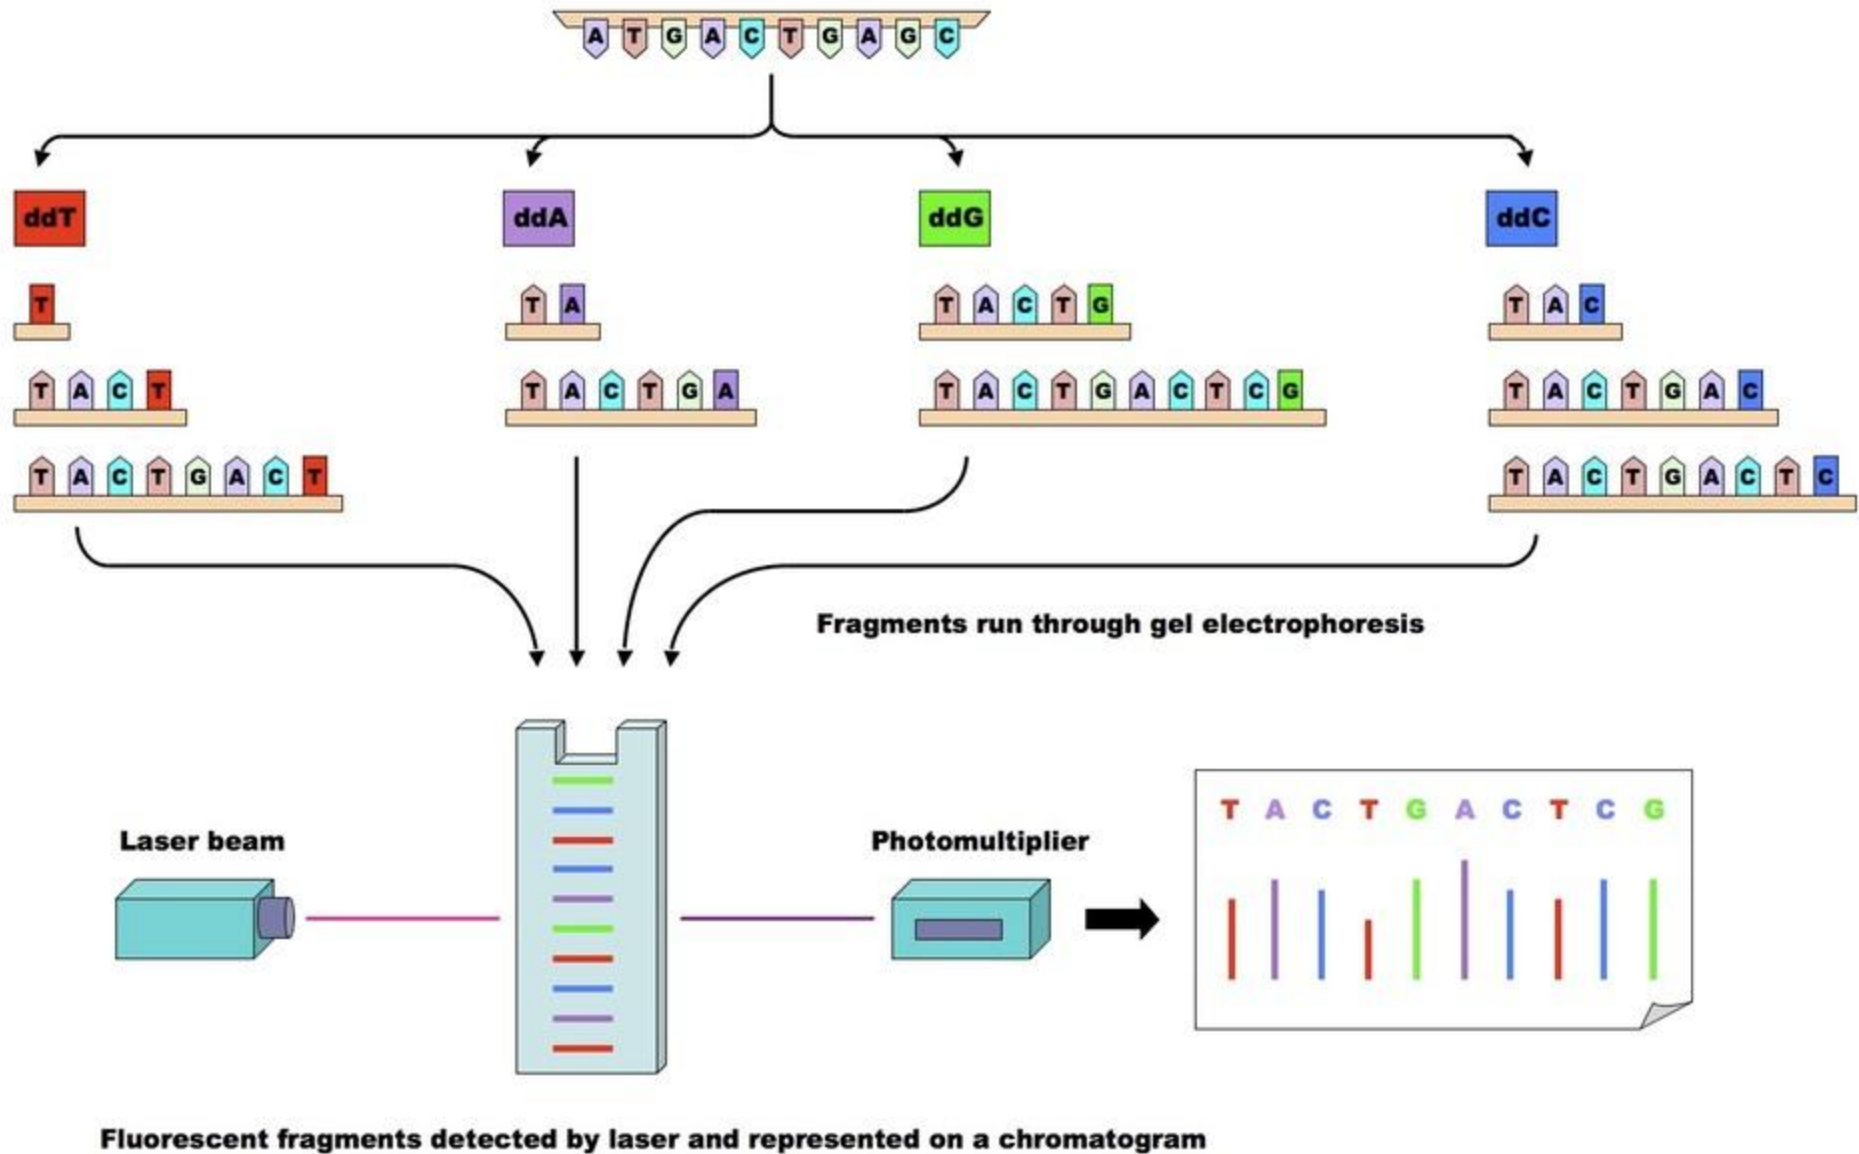 A T G A C T G A G C
ddT ddA ddG ddC
T
T A C T
T A C T G A C T
T A
T A C T G A
T A C T G
T A C T G A C T C G
T A C
T A C T G A C
T A C T G A C T C
Fragments run through gel electrophoresis
Laser beam
Photomultiplier
T A C T G A C T C G
Fluorescent fragments detected by laser and represented on a chromatogram